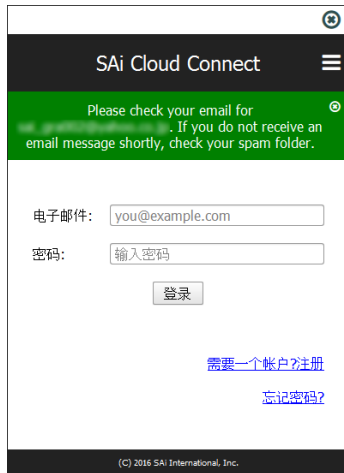 SAi Cloud Connect
Please check your email for
. If you do not receive an
email message shortly, check your spam folder.
电子邮件: you@example.com
密码: 输入密码
登录
需要一个帐户?注册
忘记密码?
(C) 2016 SAi International, Inc.